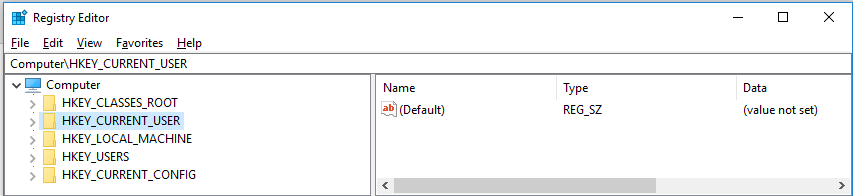 Registry Editor
File Edit View Favorites Help
Computer\HKEY_CURRENT_USER
Computer
HKEY_CLASSES_ROOT
HKEY_CURRENT_USER
HKEY_LOCAL_MACHINE
HKEY_USERS
HKEY_CURRENT_CONFIG
Name Type Data
ab (Default) REG_SZ (value not set)